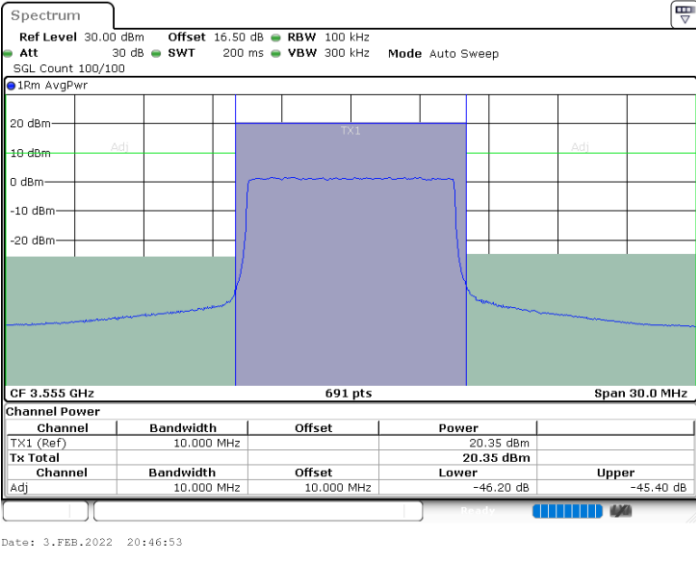 Spectrum
Ref Level 30.00 dBm Offset 16.50 dB RBW 100 kHz
Att 30 dB SWT 200 ms VBW 300 kHz Mode Auto Sweep
SGL Count 100/100
1Rm AvgPwr
20 dBm
TX1
Adj
Adj
10 dBm
0 dBm
-10 dBm
-20 dBm
CF 3.555 GHz 691 pts Span 30.0 MHz
Channel Power
Channel Bandwidth Offset Power
TX1 (Ref) 10.000 MHz 20.35 dBm
Tx Total 20.35 dBm
Channel Bandwidth Offset Lower Upper
Adj 10.000 MHz 10.000 MHz -46.20 dB -45.40 dB
Ready
Date: 3.FEB.2022 20:46:53